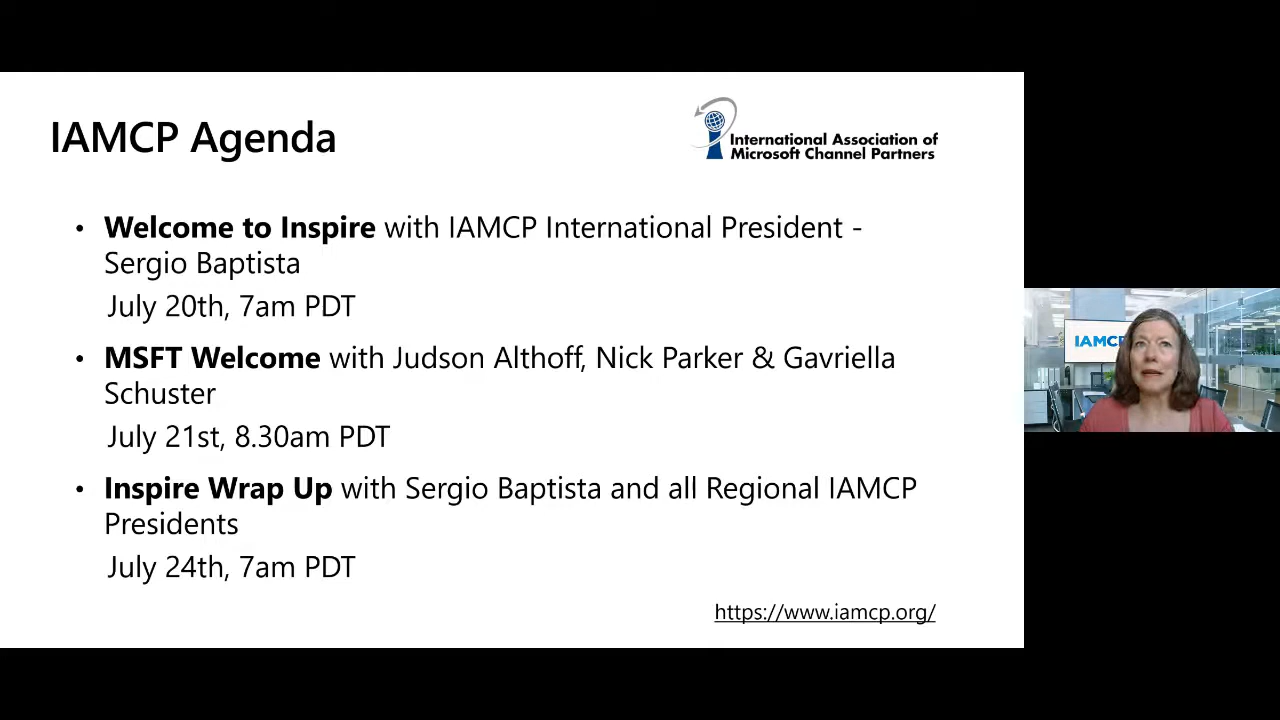 IAMCP Agenda
International Association of
Microsoft Channel Partners
• Welcome to Inspire with IAMCP International President -
Sergio Baptista
July 20th, 7am PDT
• MSFT Welcome with Judson Althoff, Nick Parker & Gavriella
Schuster
July 21st, 8.30am PDT
• Inspire Wrap Up with Sergio Baptista and all Regional IAMCP
Presidents
July 24th, 7am PDT
https://www.iamcp.org/
IAMCP